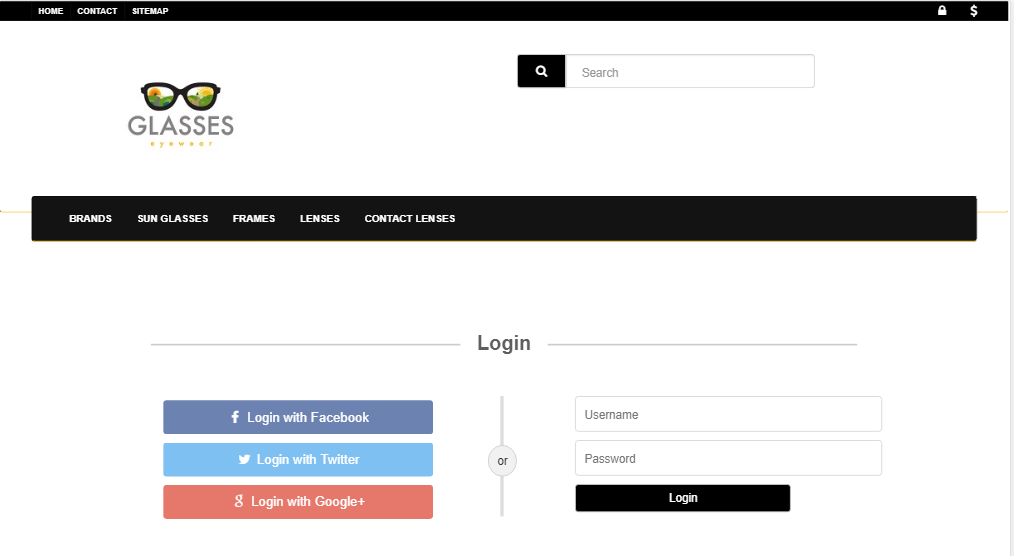 HOME CONTACT SITEMAP $
Search
GLASSES
eyewear
BRANDS SUN GLASSES FRAMES LENSES CONTACT LENSES
Login
f Login with Facebook
Login with Twitter
g Login with Google+
or
Username
Password
Login